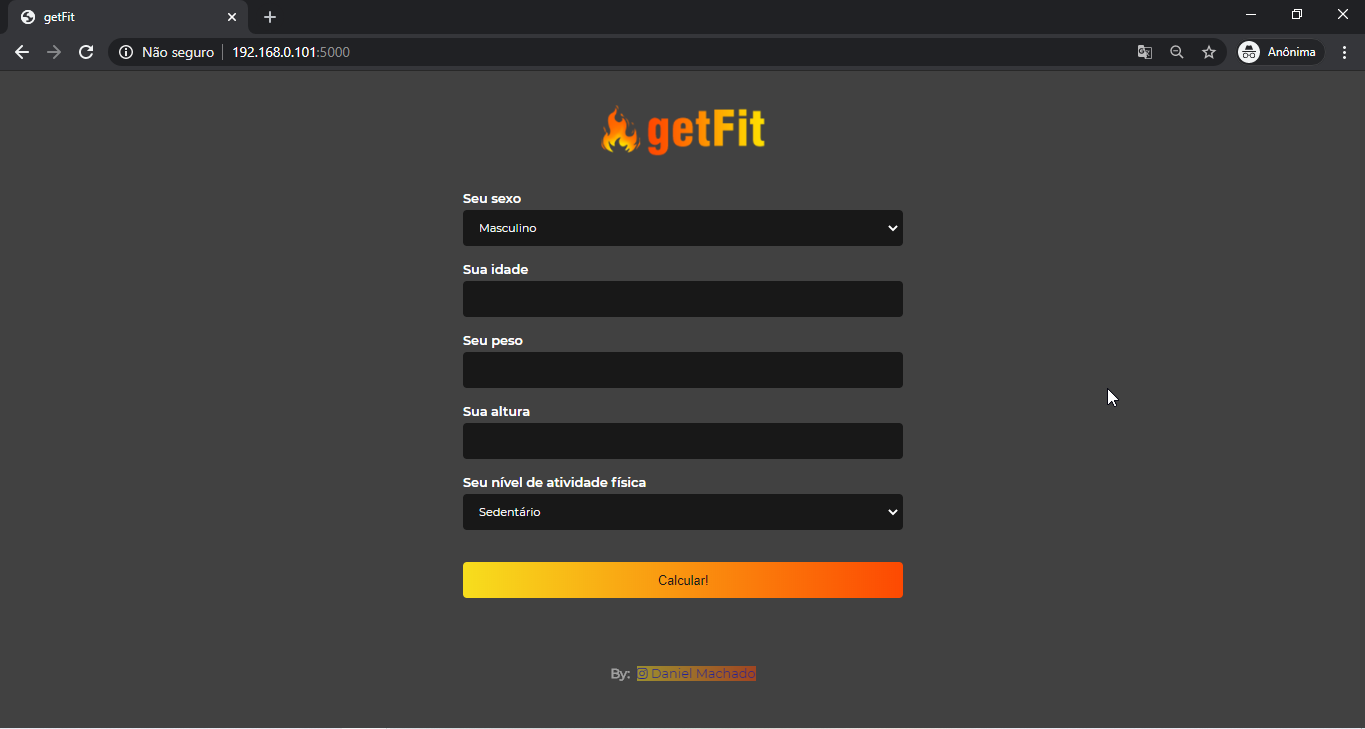 getFit
Não seguro
192.168.0.101:5000
Anônima
getFit
Seu sexo
Masculino
Sua idade
Seu peso
Sua altura
Seu nível de atividade física
Sedentário
Calcular!
By: Daniel Machado